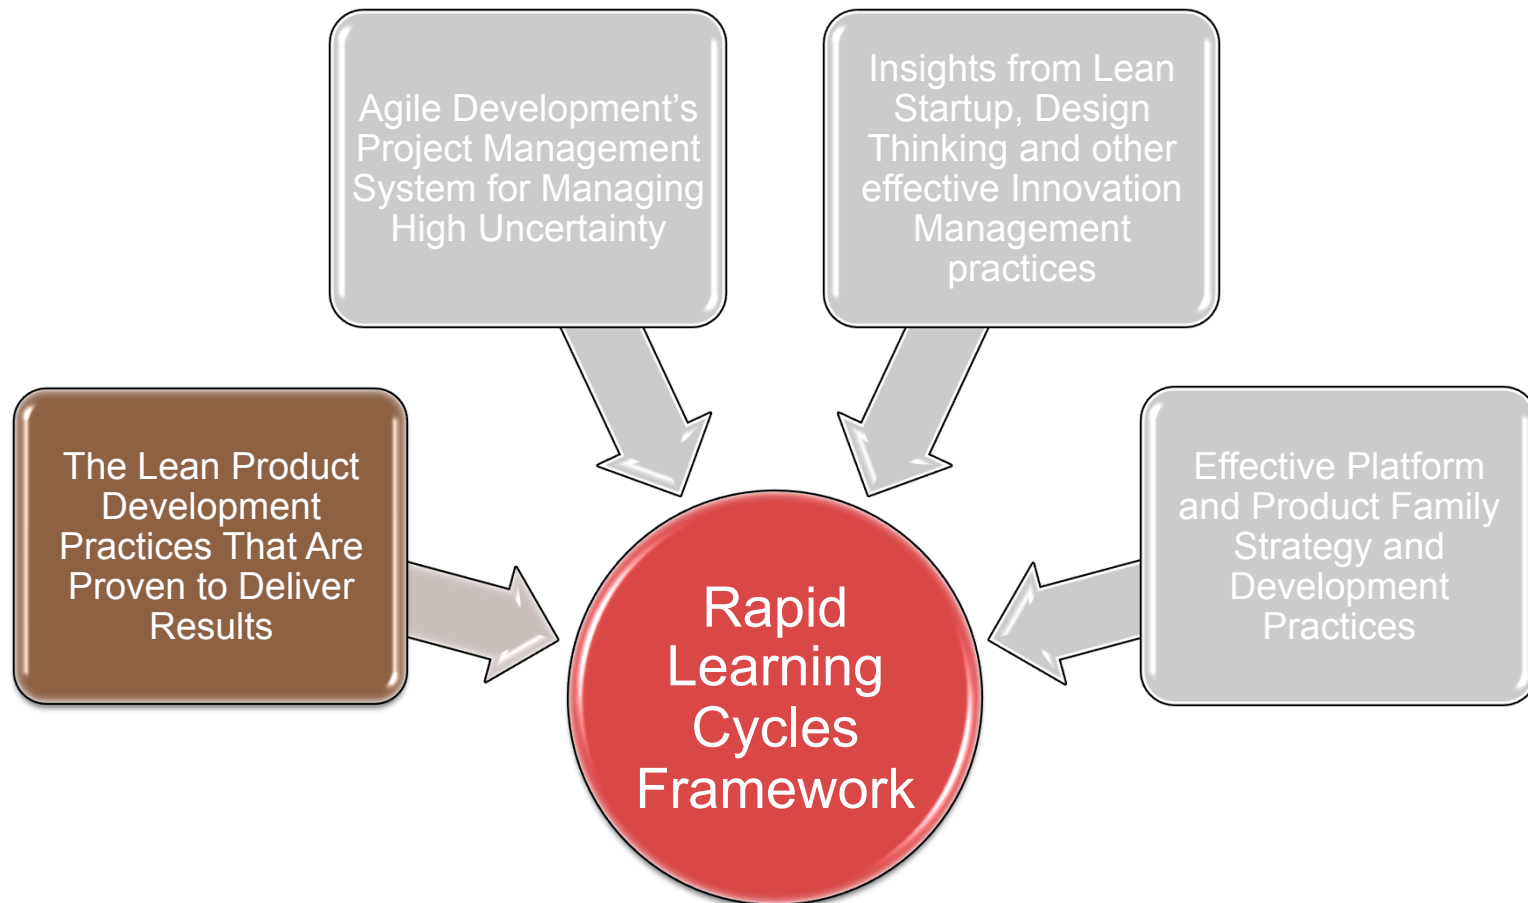 Agile Development’s
Project Management
System for Managing
High Uncertainty
Insights from Lean
Startup, Design
Thinking and other
effective Innovation
Management
practices
The Lean Product
Development
Practices That Are
Proven to Deliver
Results
Effective Platform
and Product Family
Strategy and
Development
Practices
Rapid
Learning
Cycles
Framework